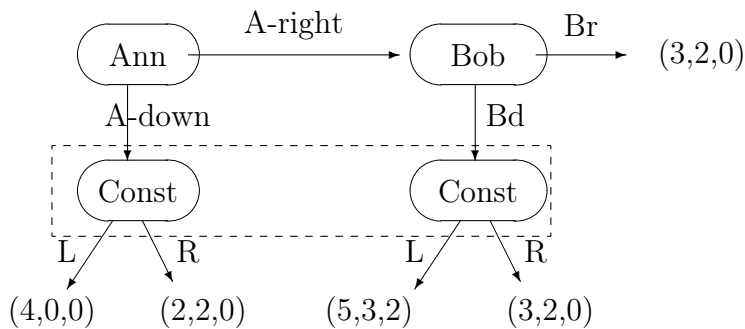 A-right
Br
Ann
Bob
(3,2,0)
A-down
Bd
Const
Const
L
R
L
R
(4,0,0)
(2,2,0)
(5,3,2)
(3,2,0)